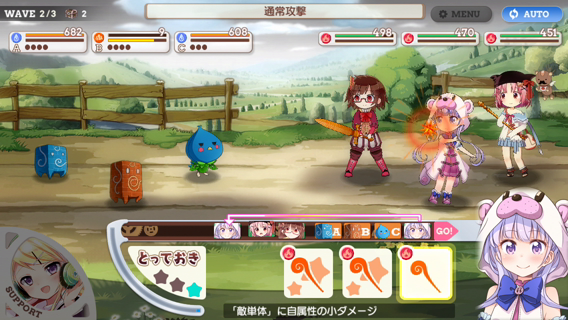 WAVE 2/3 2
通常攻撃
MENU
AUTO
682
A
9
B
608
C
498
470
451
A B C GO!
とっておき
SUPPORT
「敵単体」に自属性の小ダメージ